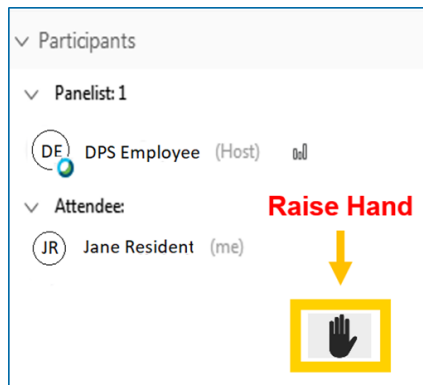 Participants
Panelist: 1
DE DPS Employee (Host)
Attendee:
Raise Hand
JR Jane Resident (me)